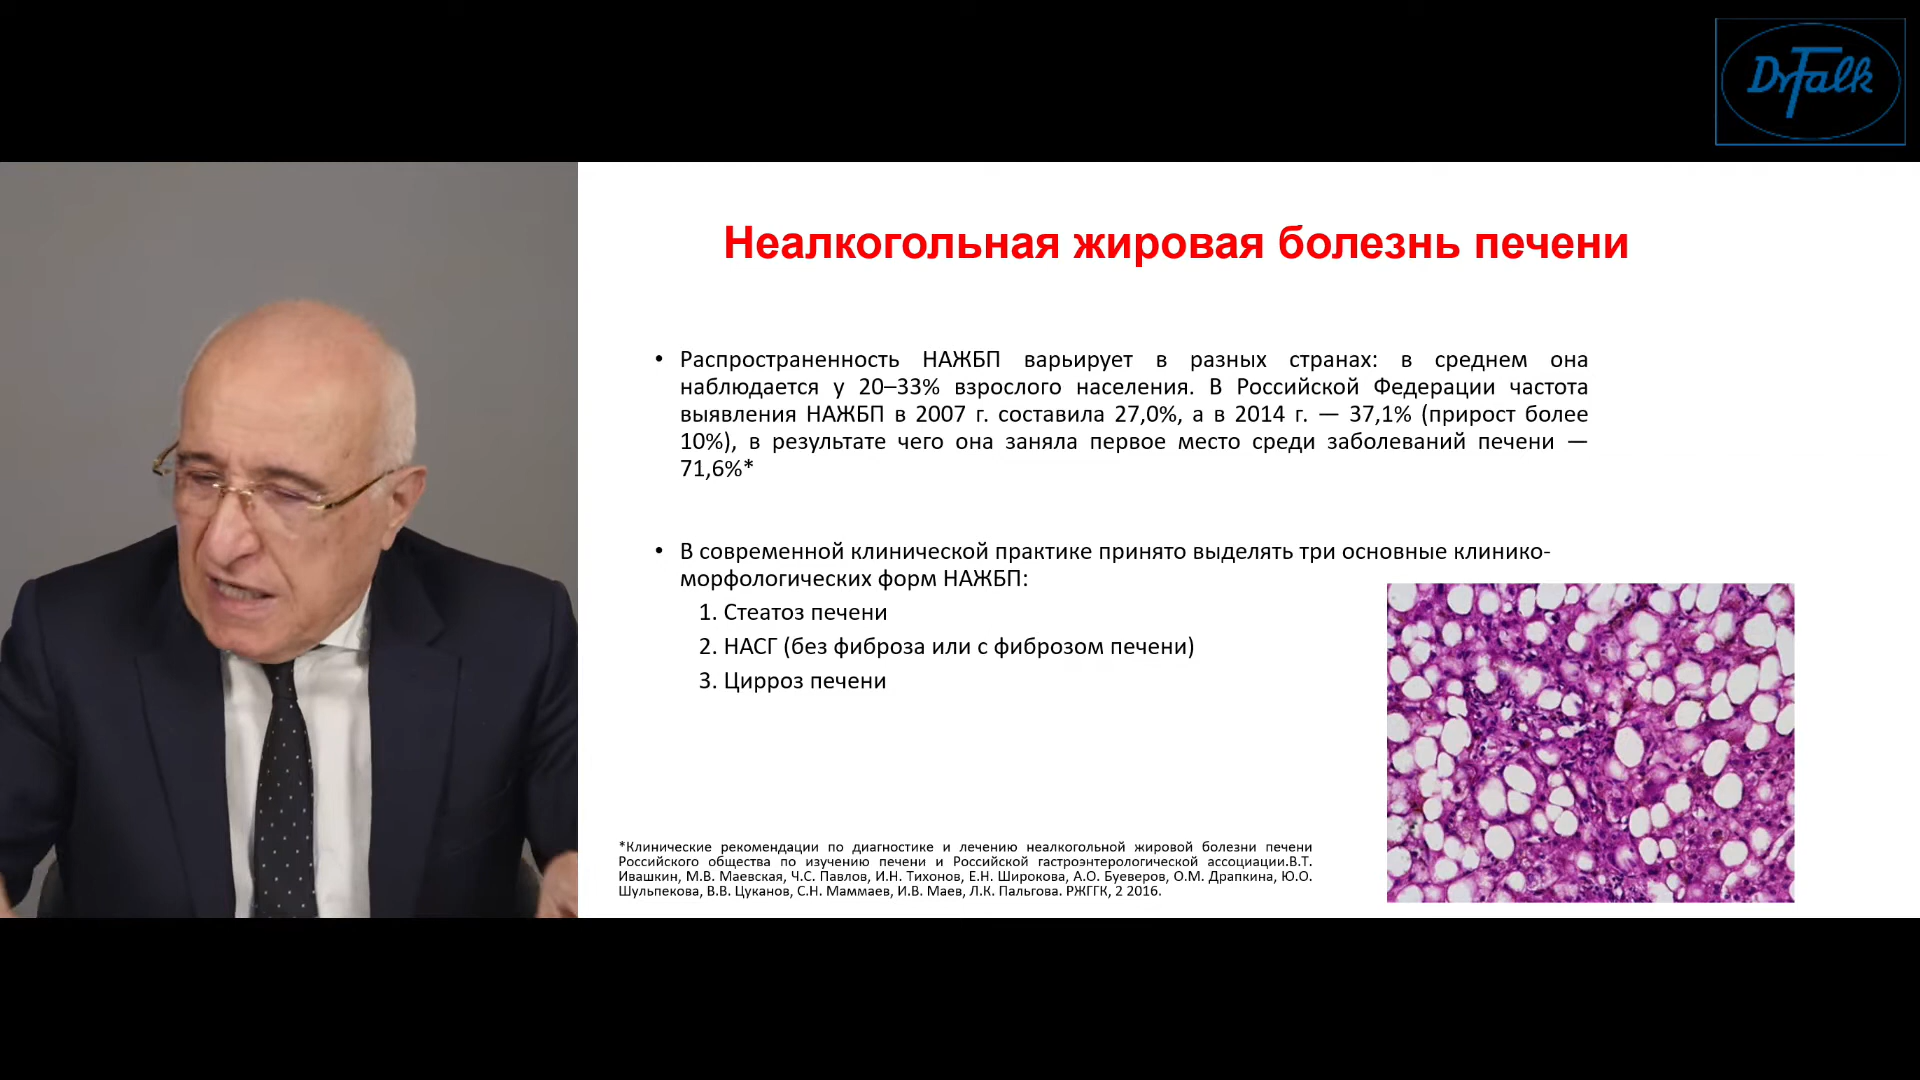 Dr Falk
Неалкогольная жировая болезнь печени
• Распространенность НАЖБП варьирует в разных странах: в среднем она
наблюдается у 20–33% взрослого населения. В Российской Федерации частота
выявления НАЖБП в 2007 г. составила 27,0%, а в 2014 г. — 37,1% (прирост более
10%), в результате чего она заняла первое место среди заболеваний печени —
71,6%*
• В современной клинической практике принято выделять три основные клинико-
морфологических форм НАЖБП:
1. Стеатоз печени
2. НАСГ (без фиброза или с фиброзом печени)
3. Цирроз печени
*Клинические рекомендации по диагностике и лечению неалкогольной жировой болезни печени
Российского общества по изучению печени и Российской гастроэнтерологической ассоциации.В.Т.
Ивашкин, М.В. Маевская, Ч.С. Павлов, И.Н. Тихонов, Е.Н. Широкова, А.О. Буеверов, О.М. Драпкина, Ю.О.
Шульпекова, В.В. Цуканов, С.Н. Маммаев, И.В. Маев, Л.К. Пальгова. РЖГГК, 2 2016.